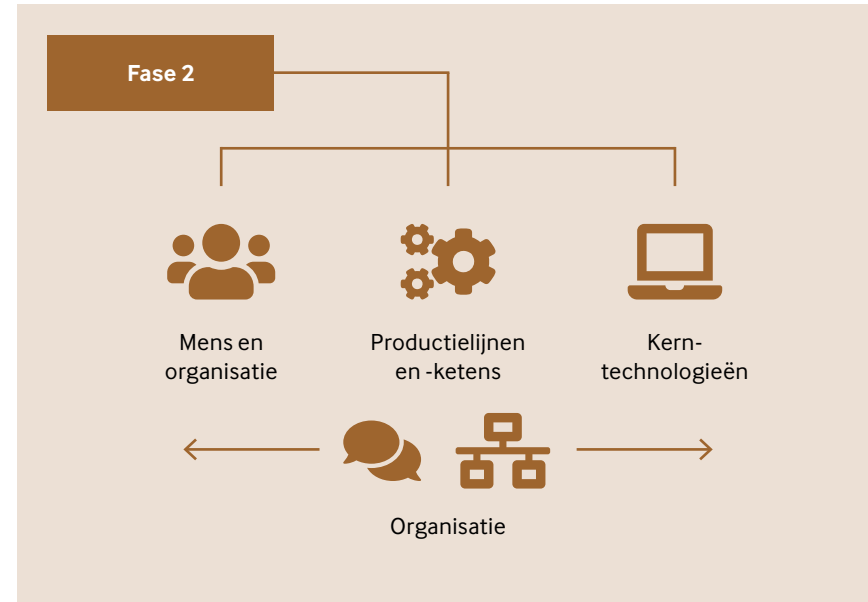 Fase 2
Mens en
organisatie
Productielijnen
en -ketens
Kern-
technologieën
Organisatie